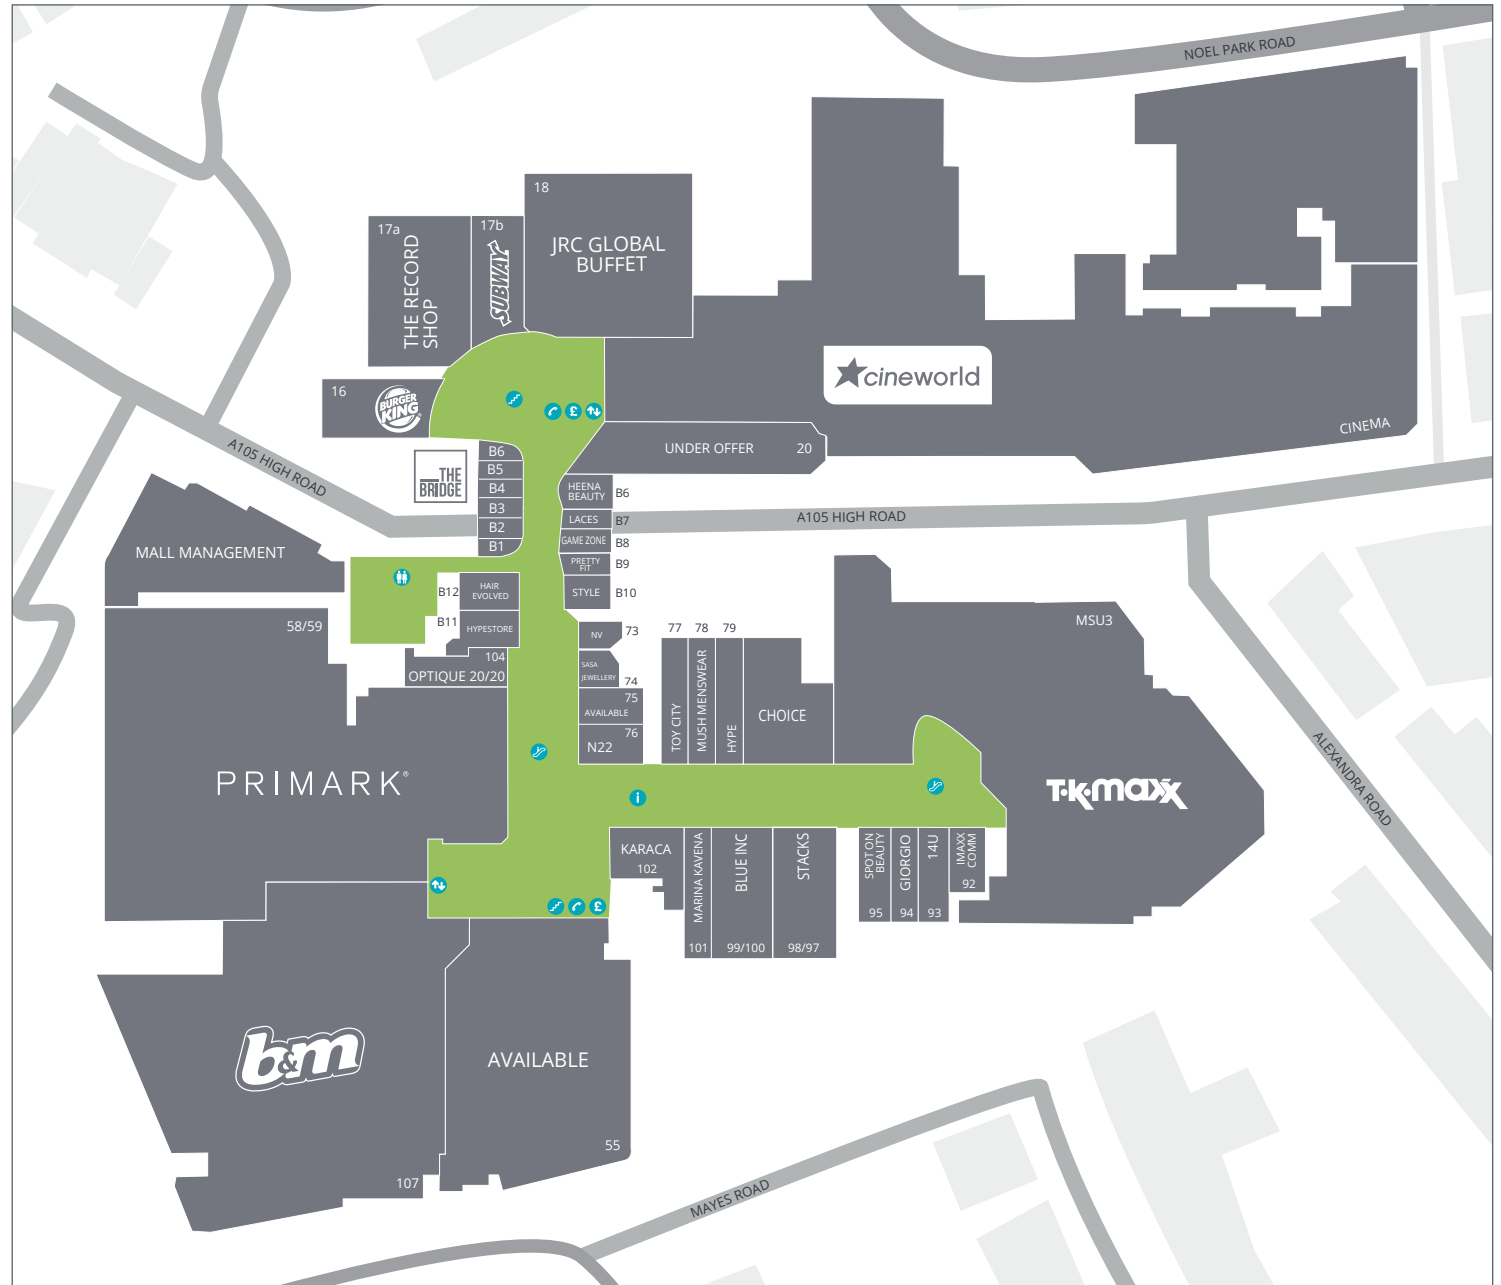 NOEL PARK ROAD
18
17a
17b
THE RECORD
SHOP
SUBWAY
JRC GLOBAL
BUFFET
16
BURGER
KING
cineworld
CINEMA
UNDER OFFER
20
A105 HIGH ROAD
THE
BRIDGE
B6
B5
B4
B3
B2
B1
HEENA
BEAUTY
B6
LACES
B7
GAME ZONE
B8
PRETTY
FIT
B9
STYLE
B10
A105 HIGH ROAD
MALL MANAGEMENT
B12
HAIR
EVOLVED
B11
HYPESTORE
58/59
104
OPTIQUE 20/20
NV
73
SASA
JEWELLERY
74
75
AVAILABLE
76
N22
77
78
79
TOY CITY
MUSH MENSWEAR
HYPE
CHOICE
MSU3
ALEXANDRA ROAD
PRIMARK®
T·K·maxx
i
KARACA
102
MARINA KAVENA
101
BLUE INC
99/100
STACKS
98/97
SPOT ON
BEAUTY
95
GIORGIO
94
14U
93
IMAXX
COMM
92
£
£
b&m
107
AVAILABLE
55
MAYES ROAD